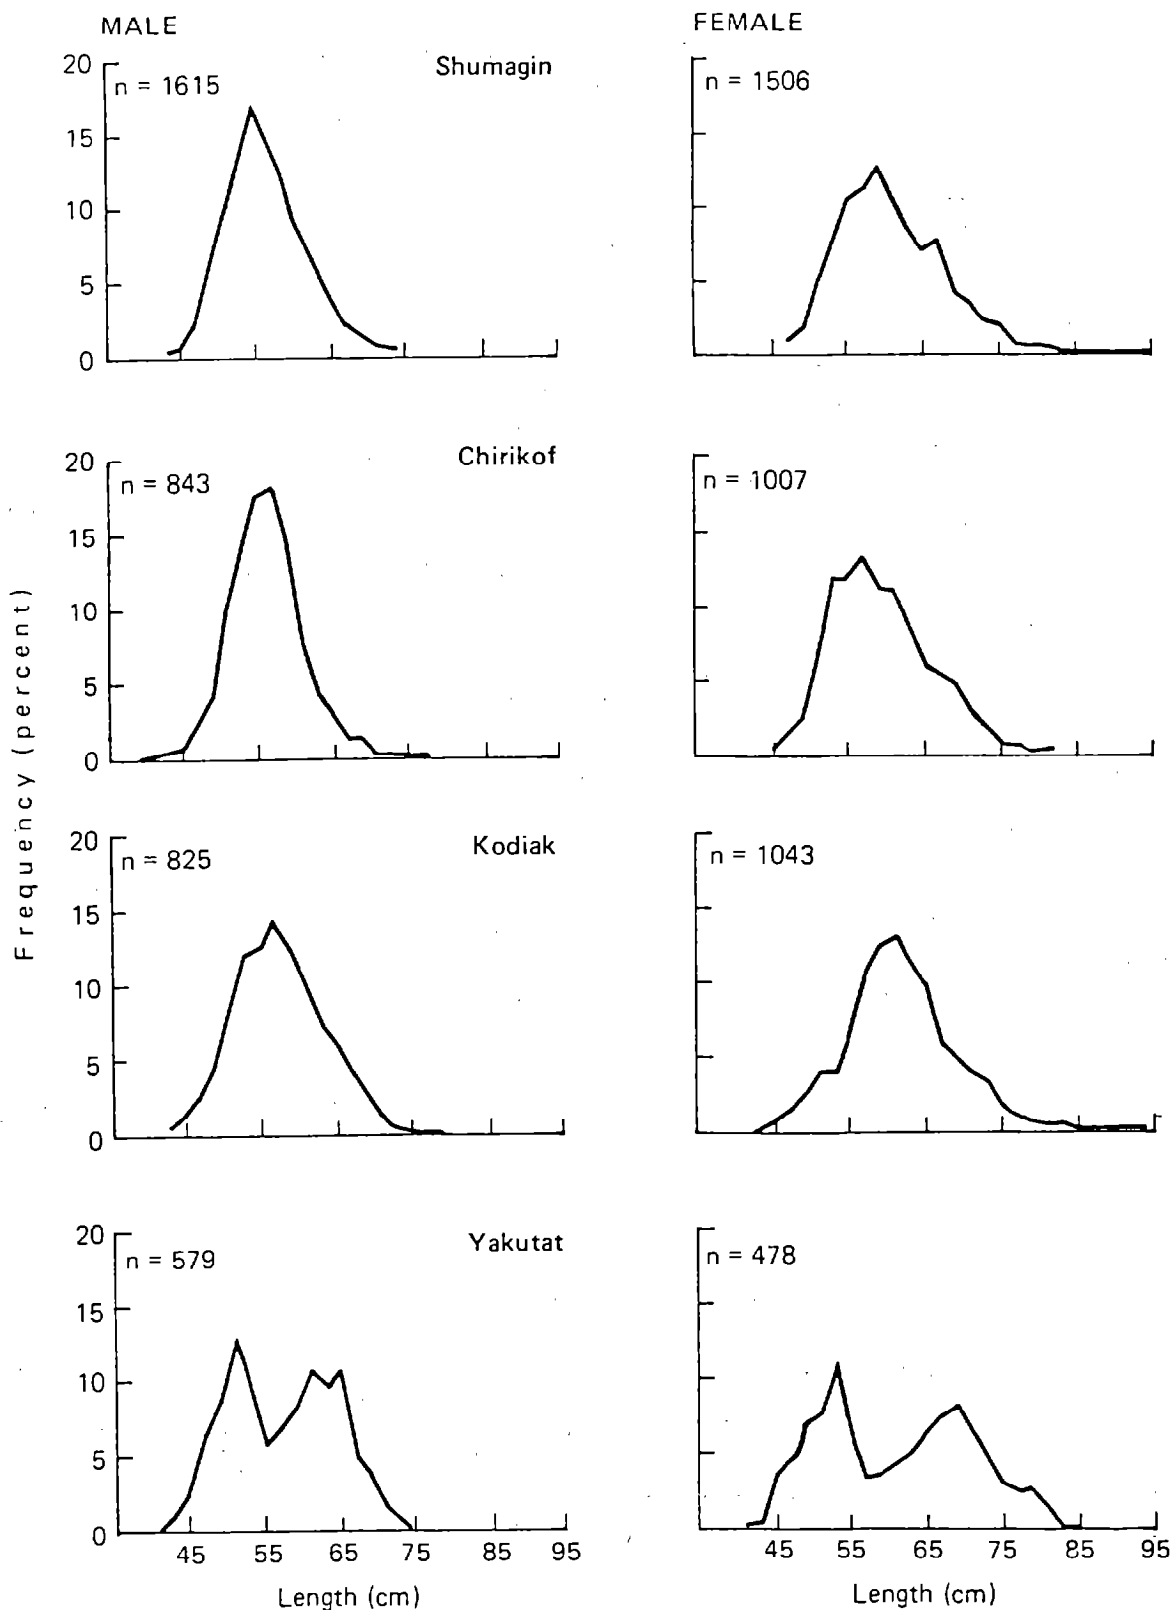 MALE
FEMALE
Shumagin
n = 1615
n = 1506
20
15
10
5
0
Chirikof
n = 843
n = 1007
20
15
10
5
0
Frequency (percent)
Kodiak
n = 825
n = 1043
20
15
10
5
0
Yakutat
n = 579
n = 478
20
15
10
5
0
45 55 65 75 85 95
45 55 65 75 85 95
Length (cm)
Length (cm)